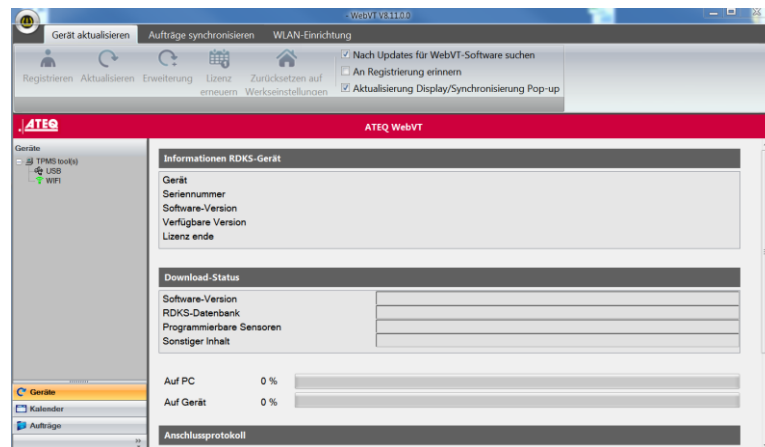 WebVT V8.11.0.0
Gerät aktualisieren Aufträge synchronisieren WLAN-Einrichtung
Registrieren Aktualisieren Erweiterung Lizenz erneuern Zurücksetzen auf Werkseinstellungen
Nach Updates für WebVT-Software suchen
An Registrierung erinnern
Aktualisierung Display/Synchronisierung Pop-up
ATEQ
ATEQ WebVT
Geräte
TPMS tool(s)
USB
WIFI
Informationen RDKS-Gerät
Gerät
Seriennummer
Software-Version
Verfügbare Version
Lizenz ende
Download-Status
Software-Version
RDKS-Datenbank
Programmierbare Sensoren
Sonstiger Inhalt
Auf PC 0 %
Auf Gerät 0 %
Anschlussprotokoll
Geräte
Kalender
Aufträge